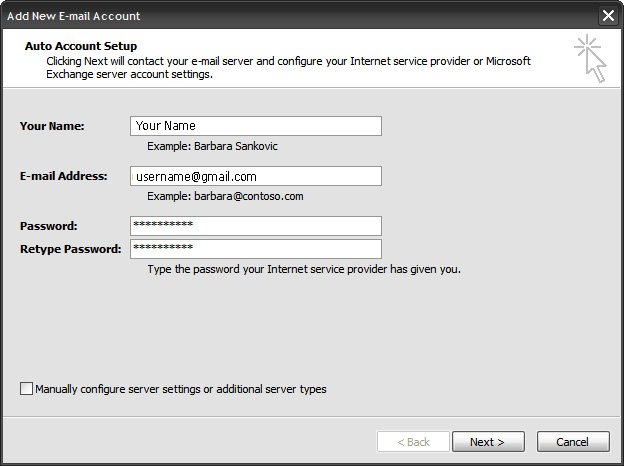 Add New E-mail Account
Auto Account Setup
Clicking Next will contact your e-mail server and configure your Internet service provider or Microsoft
Exchange server account settings.
Your Name: Your Name
Example: Barbara Sankovic
E-mail Address: username@gmail.com
Example: barbara@contoso.com
Password: **********
Retype Password: **********
Type the password your Internet service provider has given you.
Manually configure server settings or additional server types
< Back Next > Cancel